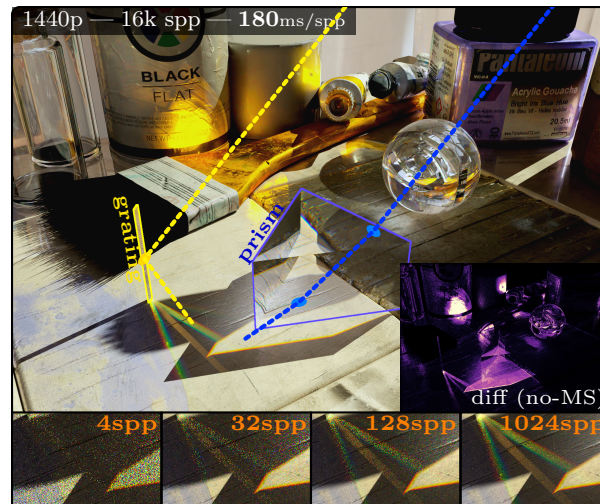 1440p — 16k spp — 180ms/spp
BLACK
FLAT
Pantaleum
Acrylic Gouache
20.5ml
grating
prism
diff (no-MS)
4spp
32spp
128spp
1024spp